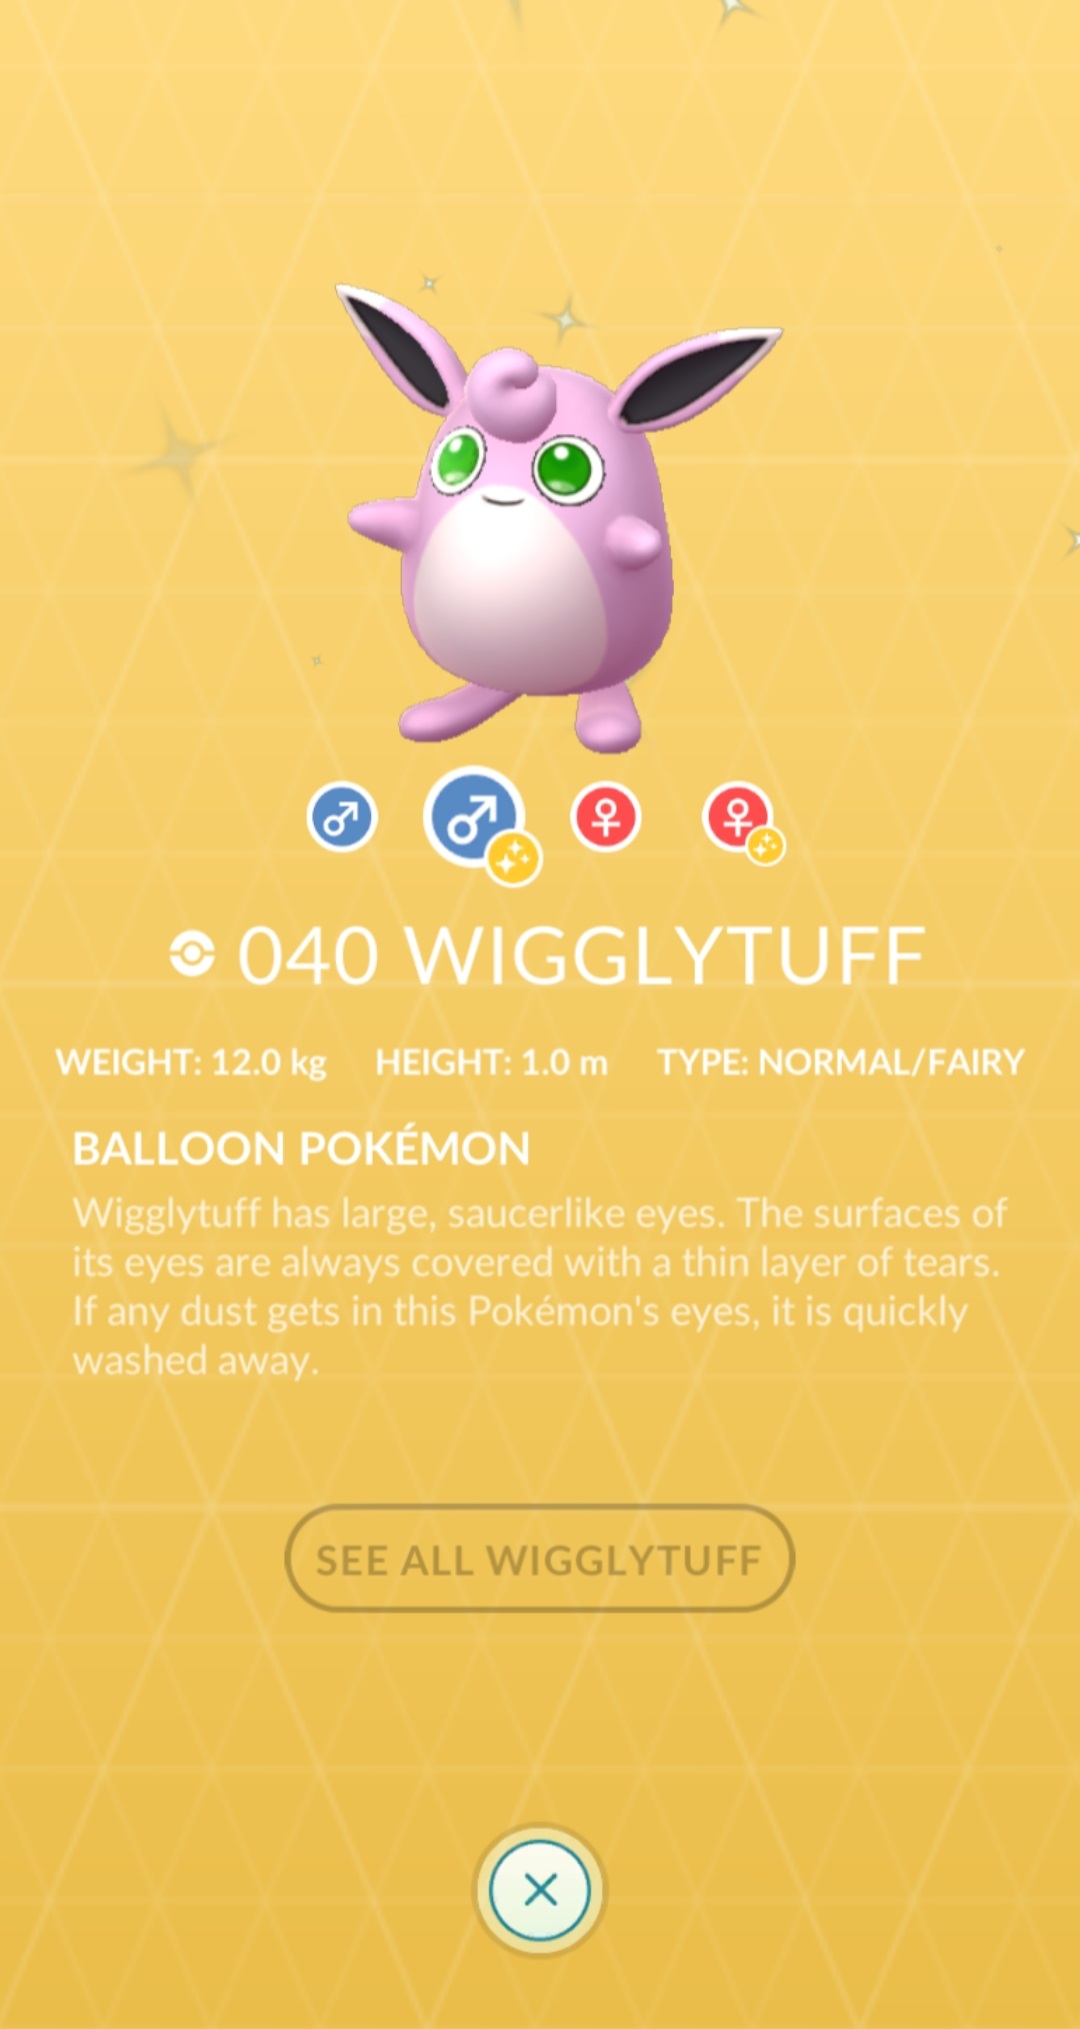 040 WIGGLYTUFF
WEIGHT: 12.0 kg HEIGHT: 1.0 m TYPE: NORMAL/FAIRY
BALLOON POKÉMON
Wigglytuff has large, saucerlike eyes. The surfaces of
its eyes are always covered with a thin layer of tears.
If any dust gets in this Pokémon's eyes, it is quickly
washed away.
SEE ALL WIGGLYTUFF